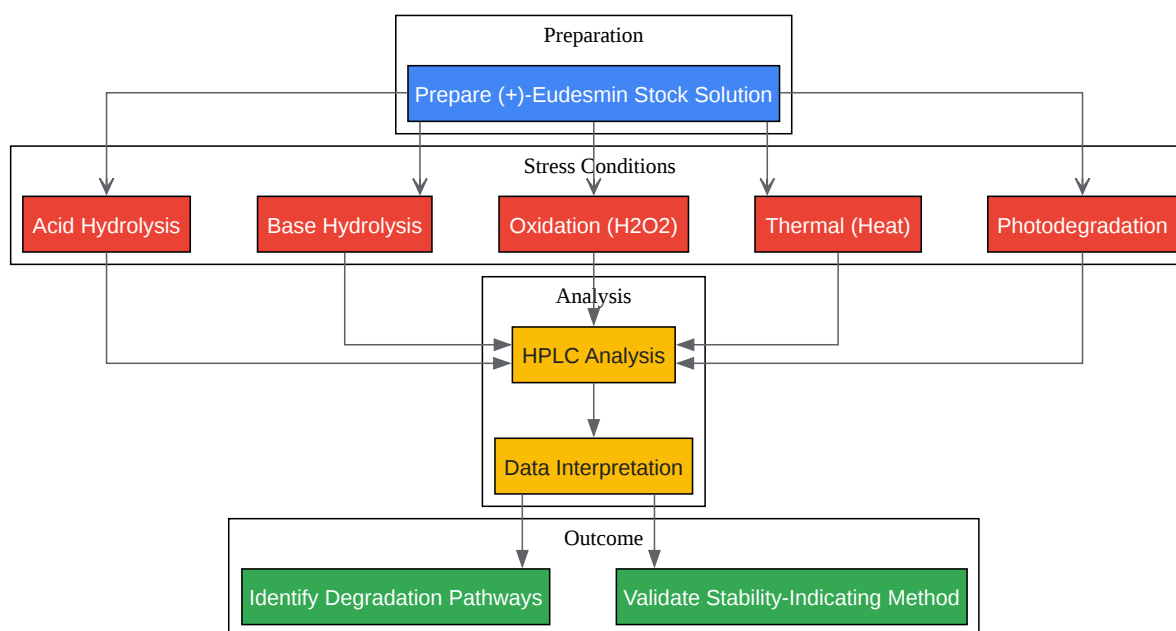 Preparation
Prepare (+)-Eudesmin Stock Solution
Stress Conditions
Acid Hydrolysis
Base Hydrolysis
Oxidation (H2O2)
Thermal (Heat)
Photodegradation
Analysis
HPLC Analysis
Data Interpretation
Outcome
Identify Degradation Pathways
Validate Stability-Indicating Method